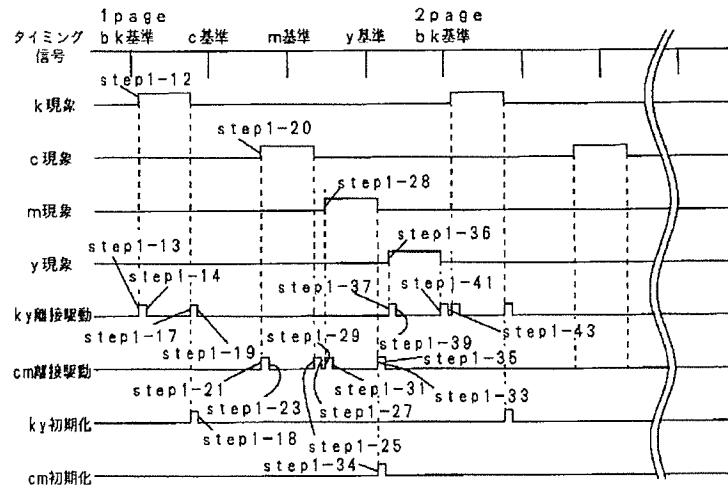 1page
2page
タイミング信号
bk基準
c基準
m基準
y基準
bk基準
step1-12
k現象
step1-20
c現象
step1-28
m現象
step1-36
y現象
step1-13
step1-14
step1-37
step1-41
ky離接駆動
step1-17
step1-19
step1-29
step1-39
step1-43
step1-35
cm離接駆動
step1-21
step1-31
step1-33
step1-23
step1-27
ky初期化
step1-18
step1-25
step1-34
cm初期化